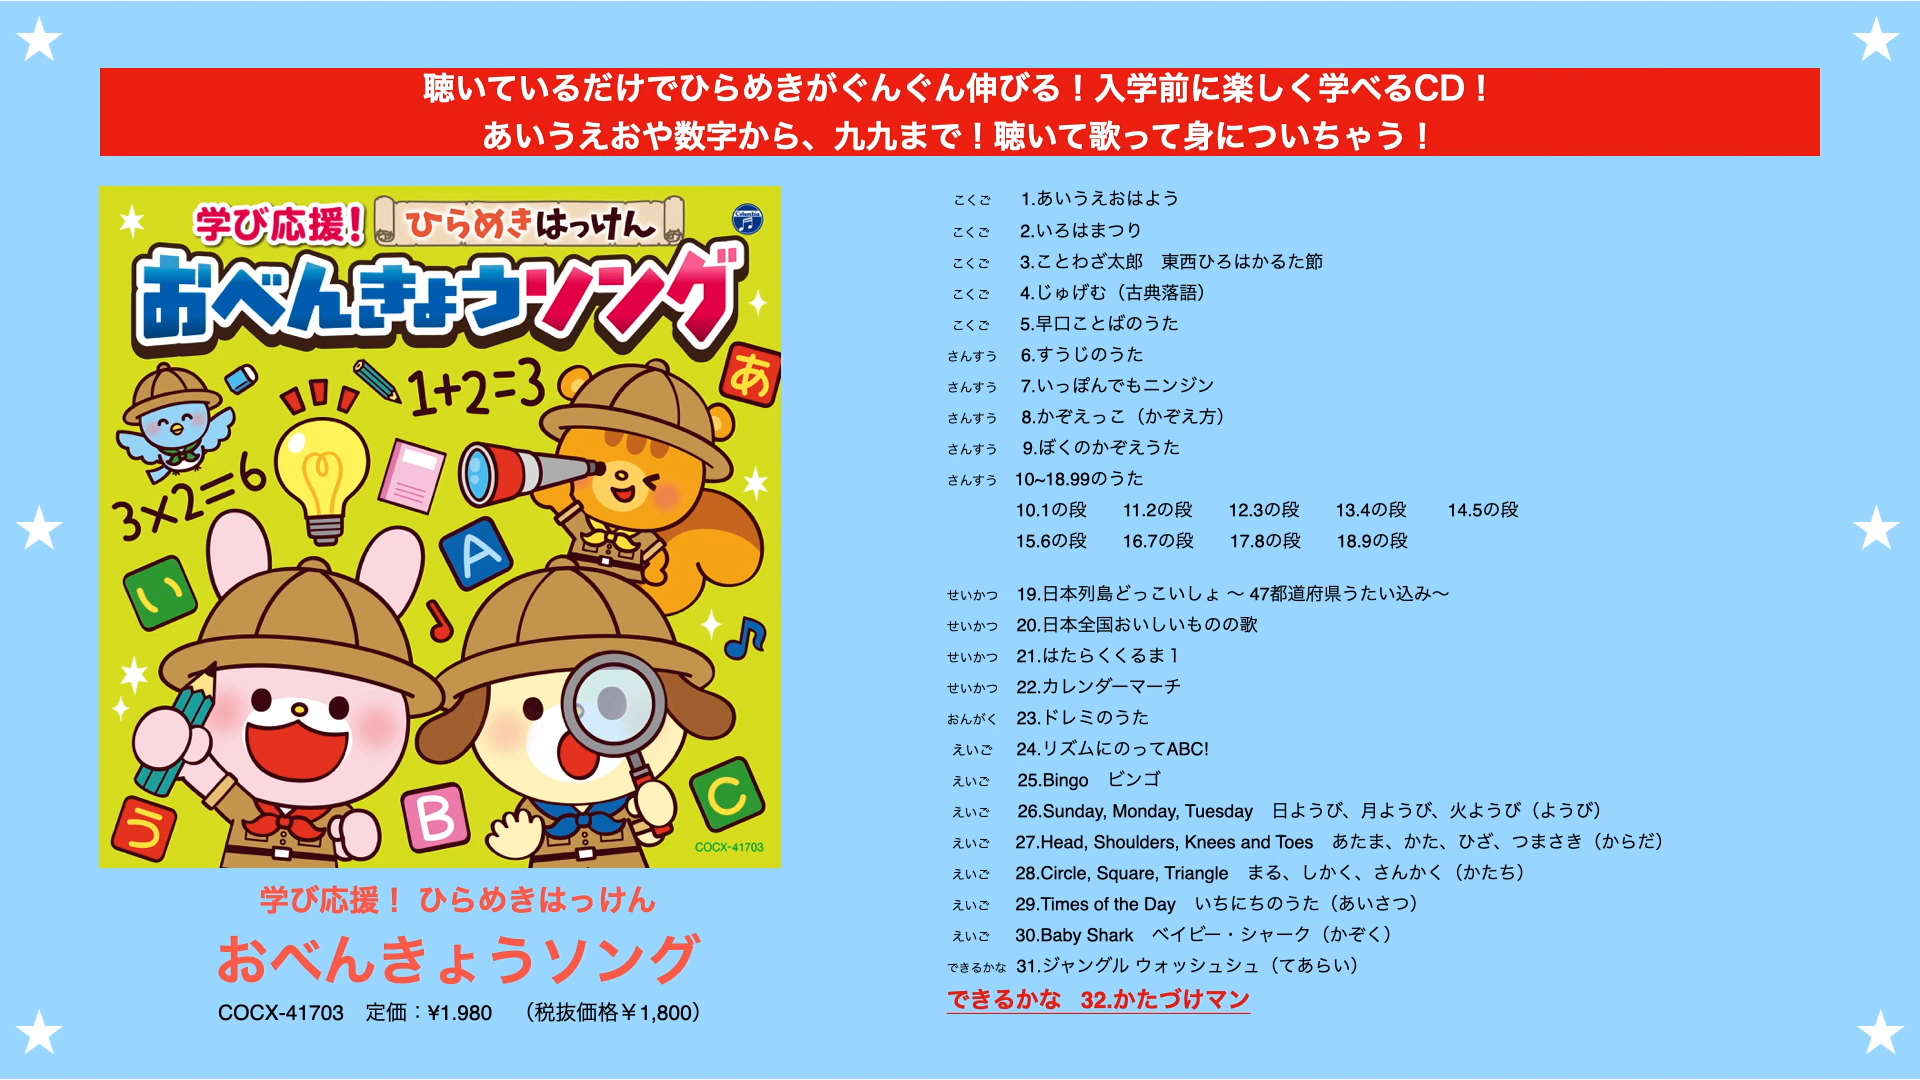 聴いているだけでひらめきがぐんぐん伸びる！入学前に楽しく学べるCD！
あいうえおや数字から、九九まで！聴いて歌って身についちゃう！
学び応援！ ひらめきはっけん
Columbia
おべんきょうソング
あ
1+2=3
3×2=6
A
い
う
B
C
COCX-41703
学び応援！ ひらめきはっけん
おべんきょうソング
COCX-41703　定価：¥1.980　（税抜価格￥1,800）
こくご　1.あいうえおはよう
こくご　2.いろはまつり
こくご　3.ことわざ太郎　東西ひろはかるた節
こくご　4.じゅげむ（古典落語）
こくご　5.早口ことばのうた
さんすう　6.すうじのうた
さんすう　7.いっぽんでもニンジン
さんすう　8.かぞえっこ（かぞえ方）
さんすう　9.ぼくのかぞえうた
さんすう　10~18.99のうた
10.1の段　11.2の段　12.3の段　13.4の段　14.5の段
15.6の段　16.7の段　17.8の段　18.9の段
せいかつ　19.日本列島どっこいしょ 〜 47都道府県うたい込み〜
せいかつ　20.日本全国おいしいものの歌
せいかつ　21.はたらくくるま１
せいかつ　22.カレンダーマーチ
おんがく　23.ドレミのうた
えいご　24.リズムにのってABC!
えいご　25.Bingo　ビンゴ
えいご　26.Sunday, Monday, Tuesday　日ようび、月ようび、火ようび（ようび）
えいご　27.Head, Shoulders, Knees and Toes　あたま、かた、ひざ、つまさき（からだ）
えいご　28.Circle, Square, Triangle　まる、しかく、さんかく（かたち）
えいご　29.Times of the Day　いちにちのうた（あいさつ）
えいご　30.Baby Shark　ベイビー・シャーク（かぞく）
できるかな　31.ジャングル ウォッシュシュ（てあらい）
できるかな　32.かたづけマン